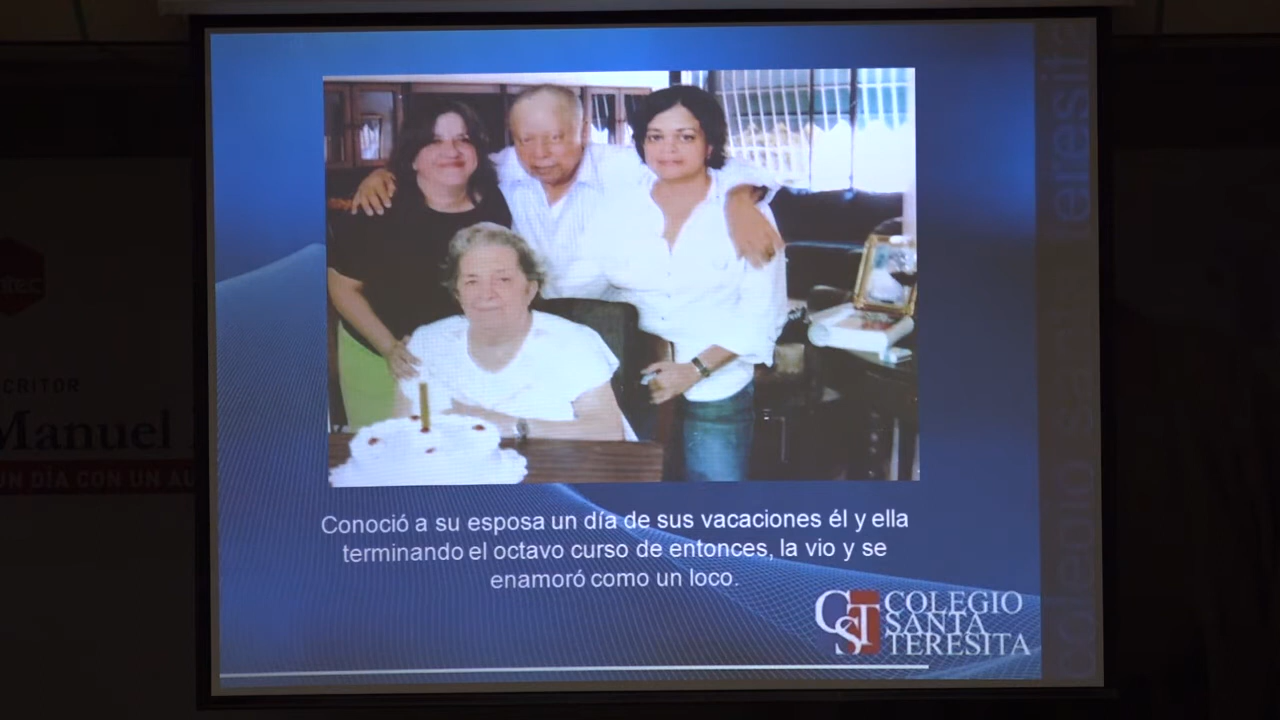 CRITOR
Manuel
UN DÍA CON UN AU
Conoció a su esposa un día de sus vacaciones él y ella
terminando el octavo curso de entonces, la vio y se
enamoró como un loco.
CST
COLEGIO
SANTA
TERESITA